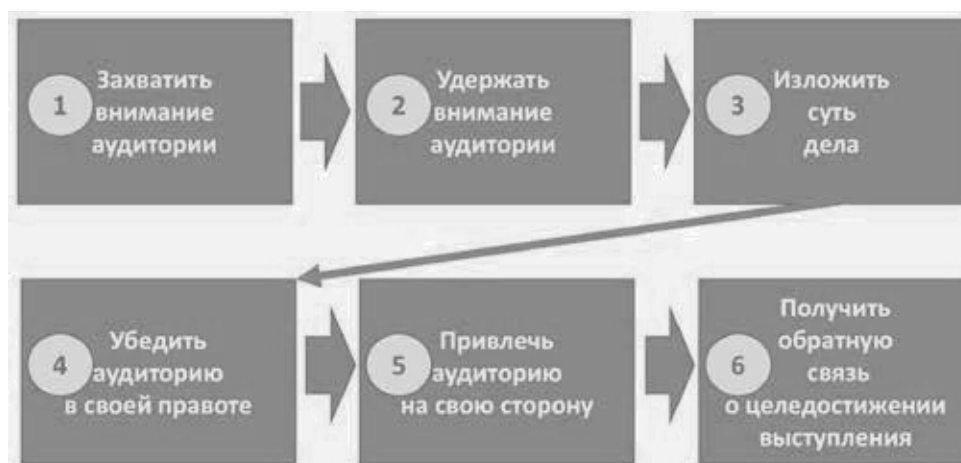 1
Захватить
внимание
аудитории
2
Удержать
внимание
аудитории
3
Изложить
суть
дела
4
Убедить
аудиторию
в своей правоте
5
Привлечь
аудиторию
на свою сторону
6
Получить
обратную
связь
о целедостижении
выступления